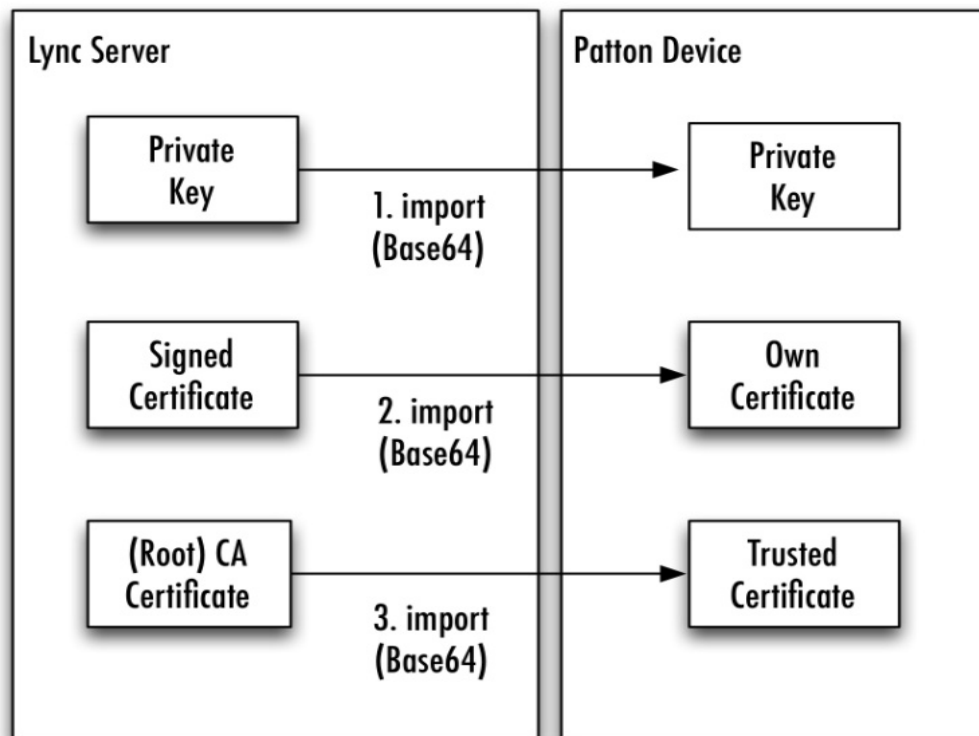 Lync Server
Patton Device
Private
Key
1. import
(Base64)
Private
Key
Signed
Certificate
2. import
(Base64)
Own
Certificate
(Root) CA
Certificate
3. import
(Base64)
Trusted
Certificate